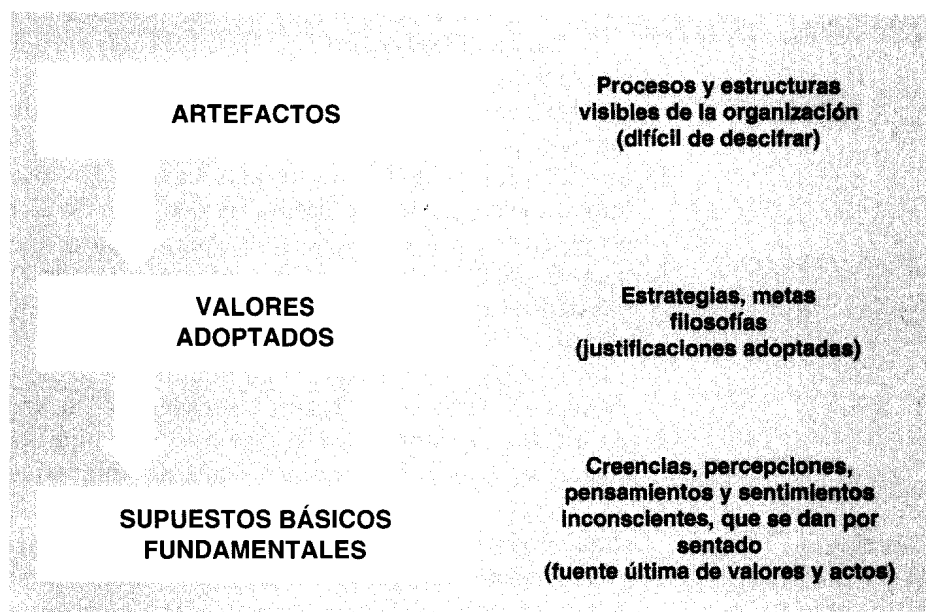 ARTEFACTOS
Procesos y estructuras
visibles de la organización
(difícil de descifrar)
VALORES
ADOPTADOS
Estrategias, metas
filosofías
(justificaciones adoptadas)
SUPUESTOS BÁSICOS
FUNDAMENTALES
Creencias, percepciones,
pensamientos y sentimientos
inconscientes, que se dan por
sentado
(fuente última de valores y actos)